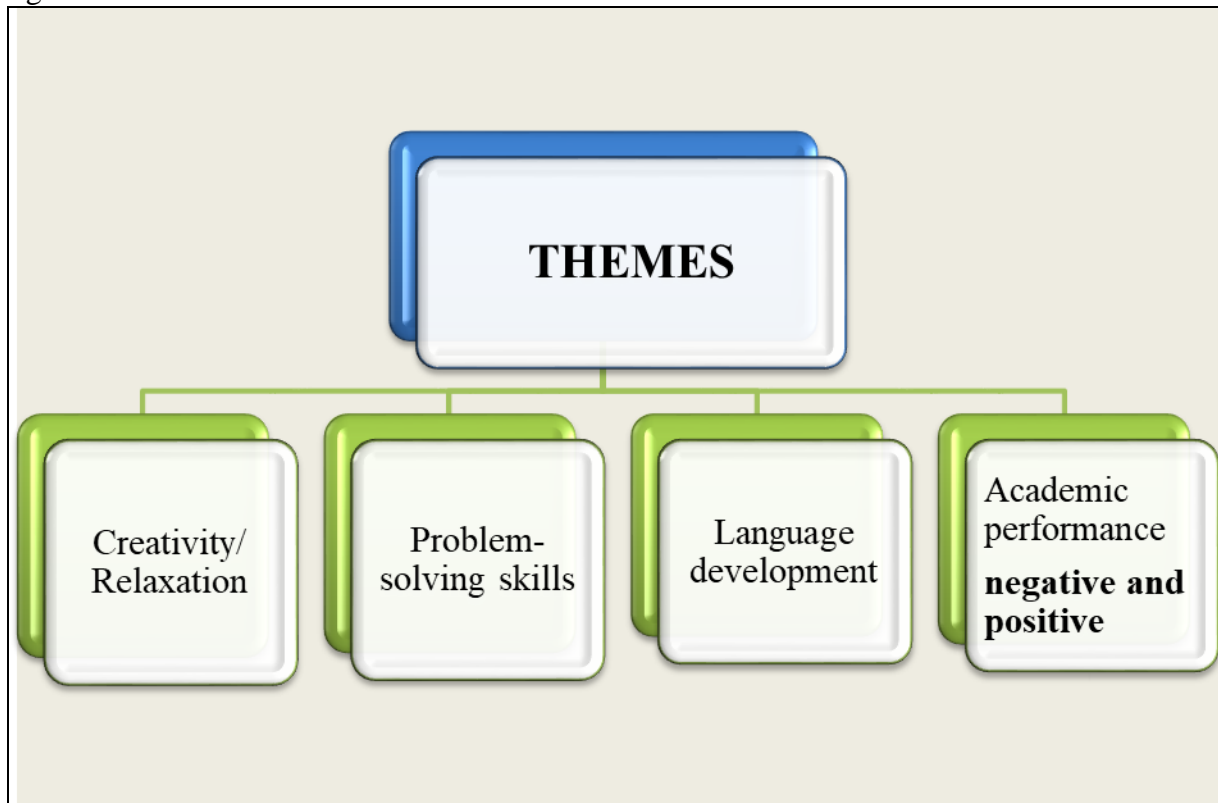 THEMES
Creativity/
Relaxation
Problem-
solving skills
Language
development
Academic
performance
negative and
positive